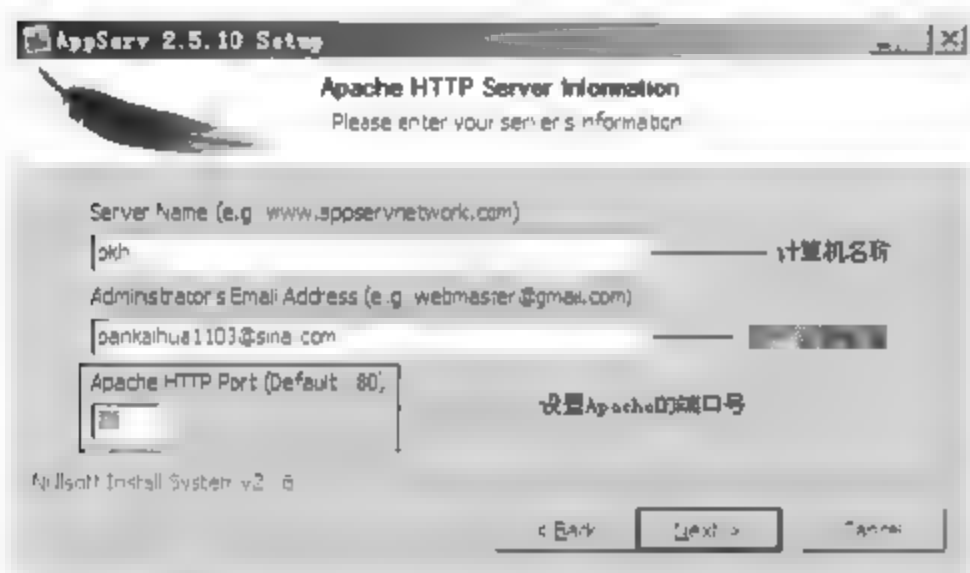 AppServ 2.5.10 Setup
Apache HTTP Server Information
Please enter your server's information
Server Name (e.g. www.appservnetwork.com)
pkh
计算机名称
Administrator's Email Address (e.g. webmaster@gmail.com)
pankaihua1103@sina.com
Apache HTTP Port (Default : 80)
设置Apache的端口号
Nullsoft Install System
< Back
Next >
Cancel